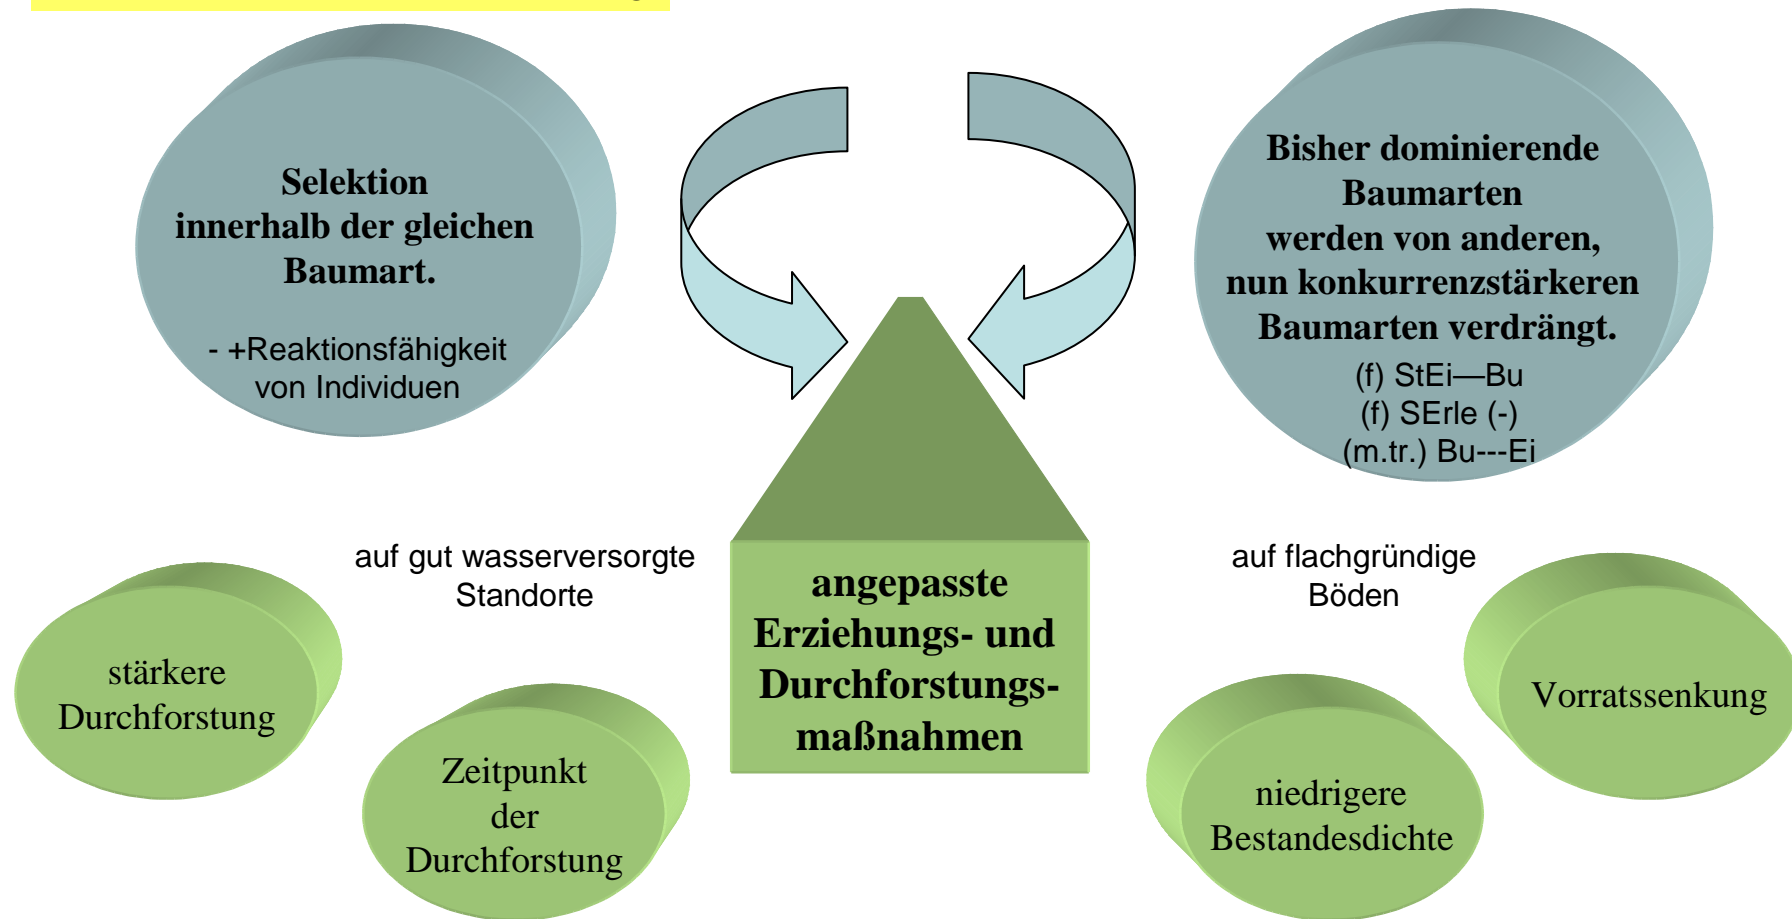 Selektion
innerhalb der gleichen
Baumart.
- +Reaktionsfähigkeit
von Individuen
Bisher dominierende
Baumarten
werden von anderen,
nun konkurrenzstärkeren
Baumarten verdrängt.
(f) StEi—Bu
(f) SErle (-)
(m.tr.) Bu---Ei
auf gut wasserversorgte
Standorte
angepasste
Erziehungs- und
Durchforstungs-
maßnahmen
auf flachgründige
Böden
stärkere
Durchforstung
Zeitpunkt
der
Durchforstung
niedrigere
Bestandesdichte
Vorratssenkung